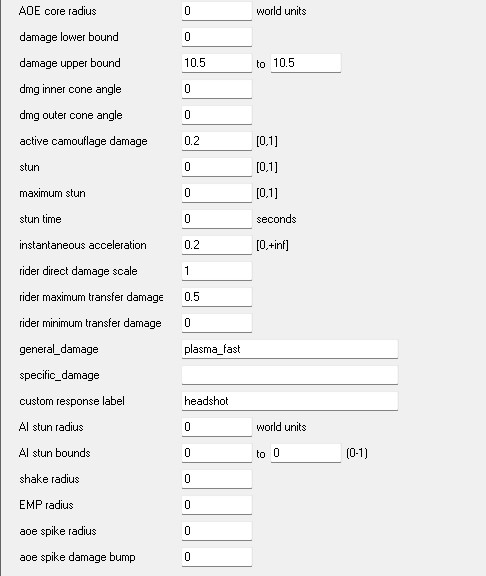 AOE core radius 0 world units
damage lower bound 0
damage upper bound 10.5 to 10.5
dmg inner cone angle 0
dmg outer cone angle 0
active camouflage damage 0.2 [0,1]
stun 0 [0,1]
maximum stun 0 [0,1]
stun time 0 seconds
instantaneous acceleration 0.2 [0,+inf]
rider direct damage scale 1
rider maximum transfer damage 0.5
rider minimum transfer damage 0
general_damage plasma_fast
specific_damage
custom response label headshot
AI stun radius 0 world units
AI stun bounds 0 to 0 (0-1)
shake radius 0
EMP radius 0
aoe spike radius 0
aoe spike damage bump 0